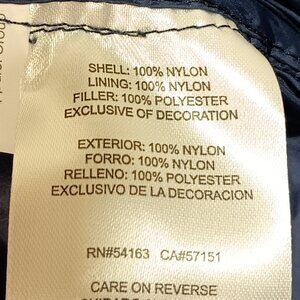 SHELL: 100% NYLON
LINING: 100% NYLON
FILLER: 100% POLYESTER
EXCLUSIVE OF DECORATION
EXTERIOR: 100% NYLON
FORRO: 100% NYLON
RELLENO: 100% POLYESTER
EXCLUSIVO DE LA DECORACION
RN#54163 CA#57151
CARE ON REVERSE